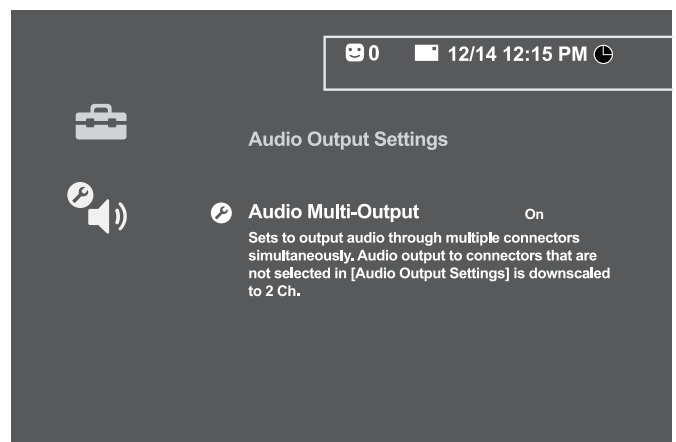 0 12/14 12:15 PM
Audio Output Settings
Audio Multi-Output On
Sets to output audio through multiple connectors
simultaneously. Audio output to connectors that are
not selected in [Audio Output Settings] is downscaled
to 2 Ch.